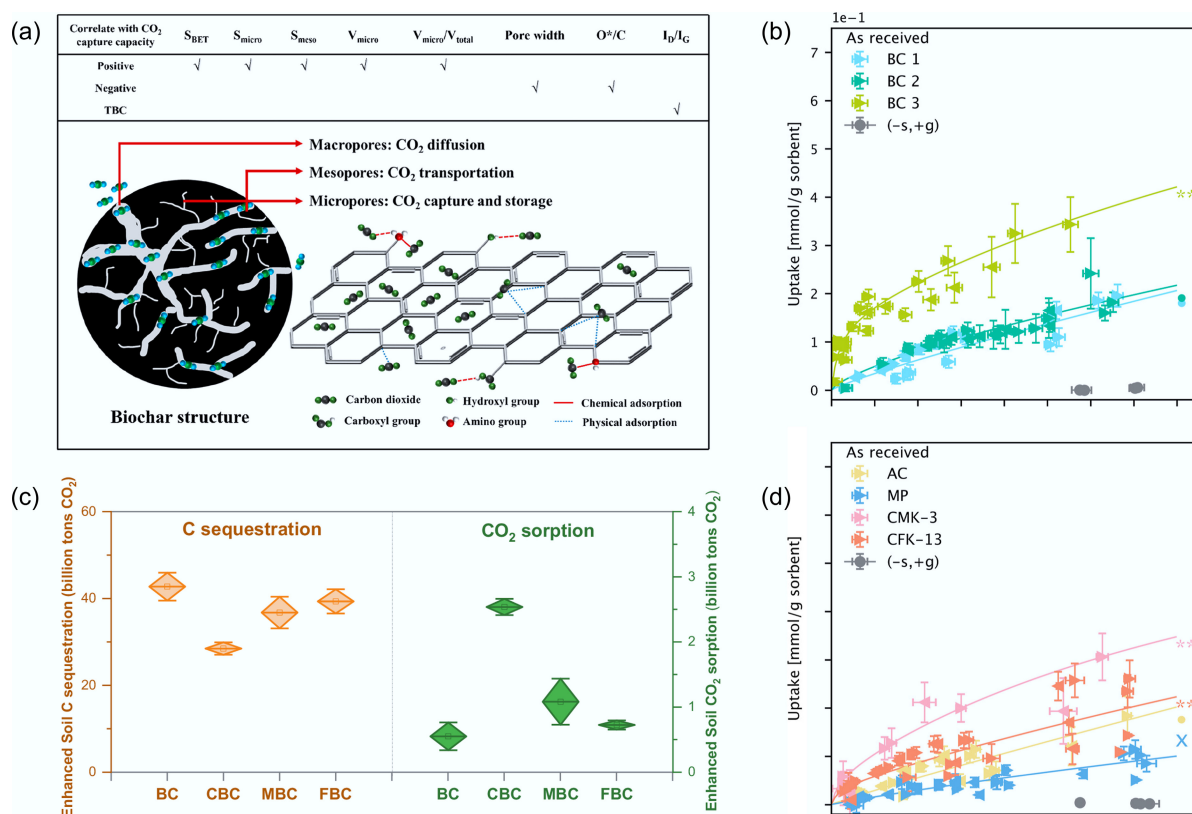 (a)
Correlate with CO2 capture capacity SBET Smicro Smeso Vmicro Vmicro/Vtotal Pore width O*/C ID/IG
Positive √ √ √ √ √
Negative √ √
TBC √
Macropores: CO2 diffusion
Mesopores: CO2 transportation
Micropores: CO2 capture and storage
Biochar structure
Carbon dioxide
Hydroxyl group
Chemical adsorption
Carboxyl group
Amino group
Physical adsorption
(b)
1e-1
As received
BC 1
BC 2
BC 3
(-s,+g)
Uptake [mmol/g sorbent]
7
6
5
4
3
2
1
0
**
(c)
Enhanced Soil C sequestration (billion tons CO2)
60
40
20
0
C sequestration
CO2 sorption
BC CBC MBC FBC BC CBC MBC FBC
4
3
2
1
0
Enhanced Soil CO2 sorption (billion tons CO2)
(d)
As received
AC
MP
CMK-3
CFK-13
(-s,+g)
Uptake [mmol/g sorbent]
**
**
X